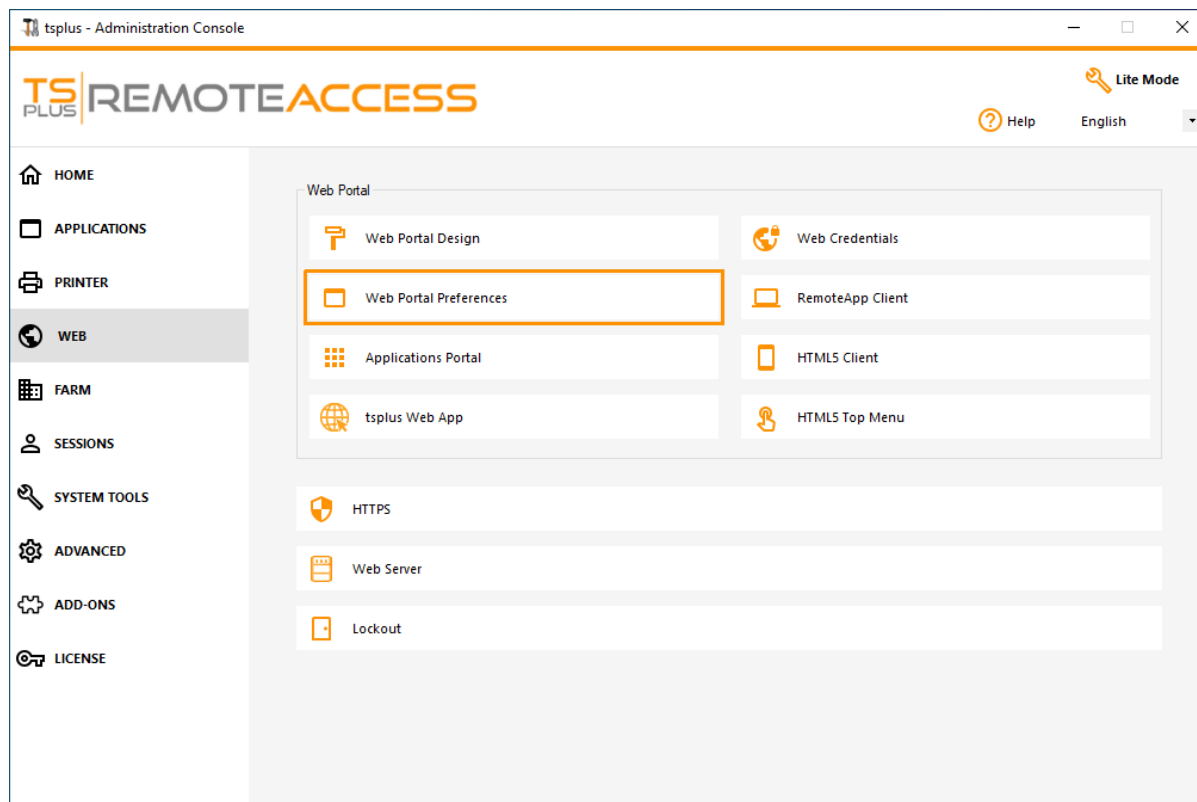 tsplus - Administration Console
TS PLUS REMOTEACCESS
Lite Mode
Help
English
HOME
APPLICATIONS
PRINTER
WEB
FARM
SESSIONS
SYSTEM TOOLS
ADVANCED
ADD-ONS
LICENSE
Web Portal
Web Portal Design
Web Credentials
Web Portal Preferences
RemoteApp Client
Applications Portal
HTML5 Client
tsplus Web App
HTML5 Top Menu
HTTPS
Web Server
Lockout